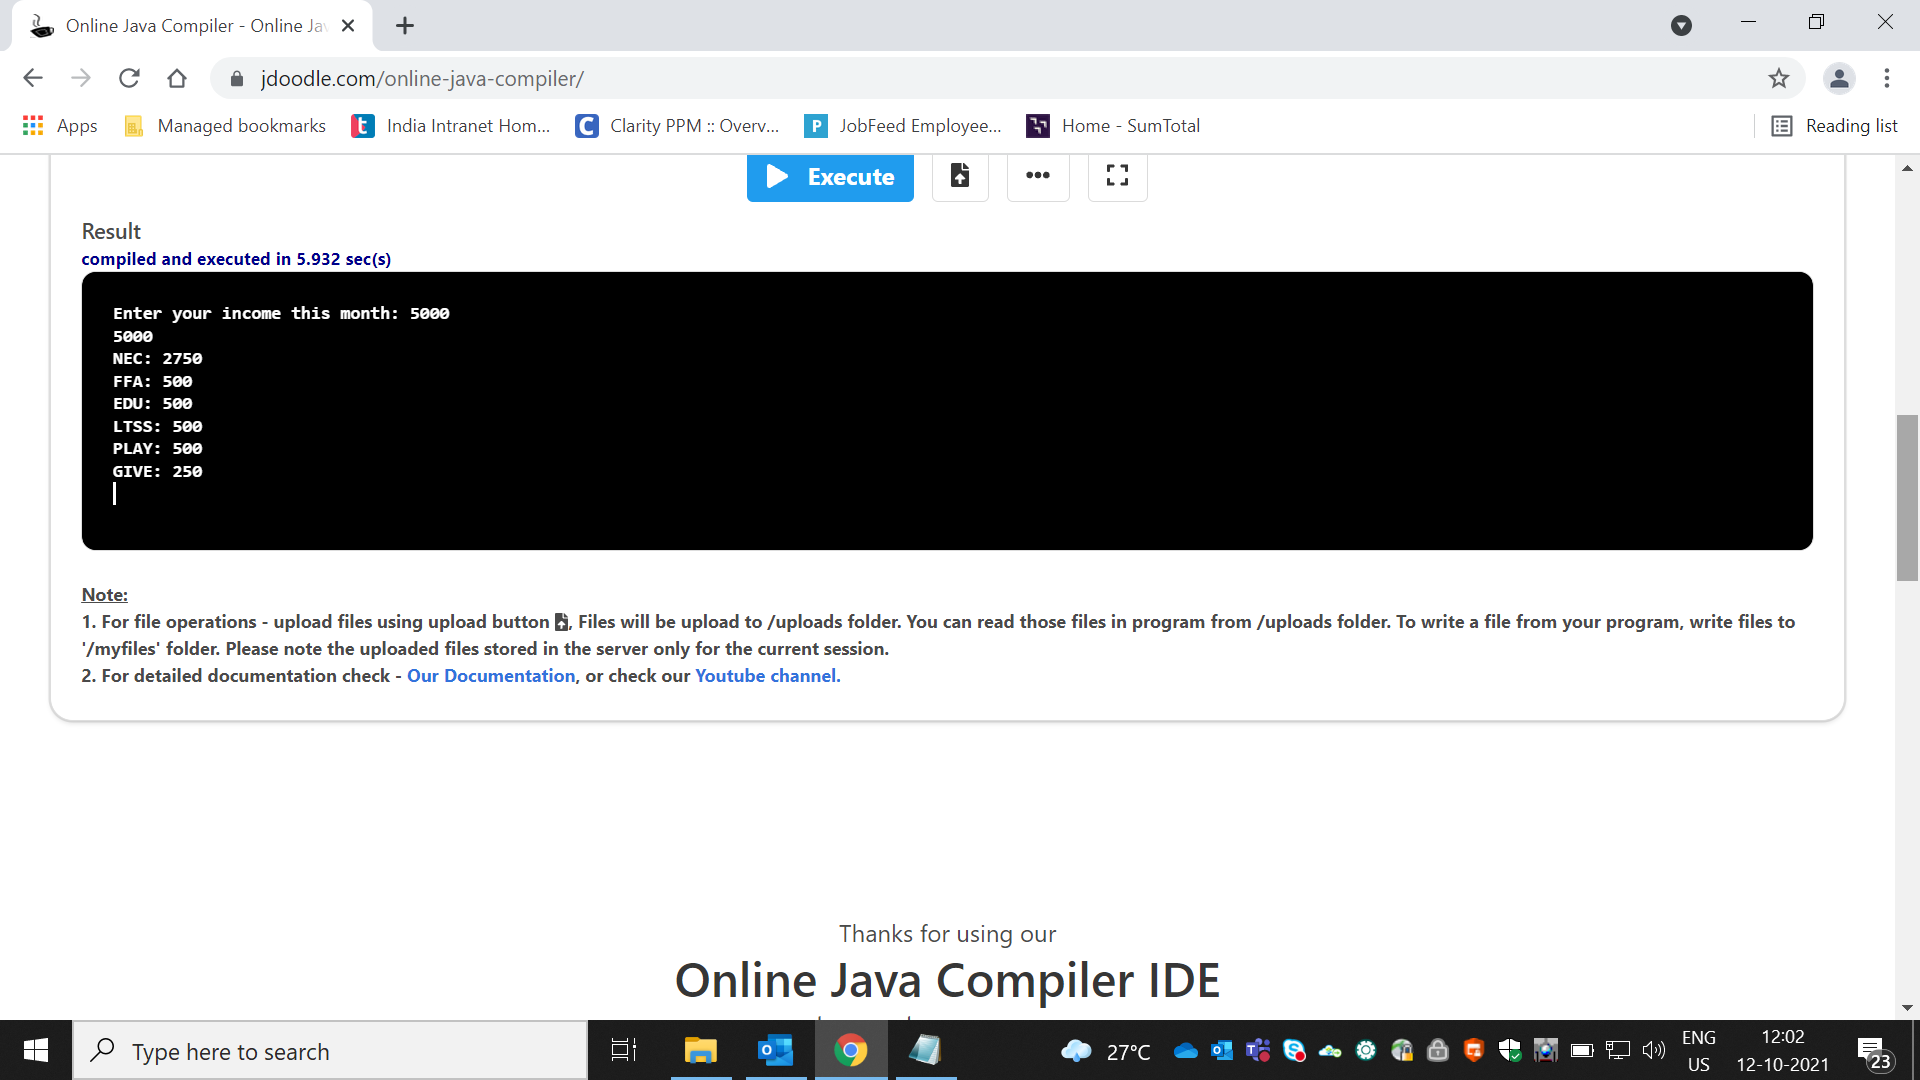 Online Java Compiler - Online Jav
jdoodle.com/online-java-compiler/
Apps
Managed bookmarks
India Intranet Hom...
Clarity PPM :: Overv...
JobFeed Employee...
Home - SumTotal
Reading list
Execute
Result
compiled and executed in 5.932 sec(s)
Enter your income this month: 5000
5000
NEC: 2750
FFA: 500
EDU: 500
LTSS: 500
PLAY: 500
GIVE: 250
Note:
1. For file operations - upload files using upload button , Files will be upload to /uploads folder. You can read those files in program from /uploads folder. To write a file from your program, write files to
'/myfiles' folder. Please note the uploaded files stored in the server only for the current session.
2. For detailed documentation check - Our Documentation, or check our Youtube channel.
Thanks for using our
Online Java Compiler IDE
Type here to search
27°C
ENG
US
12:02
12-10-2021
23